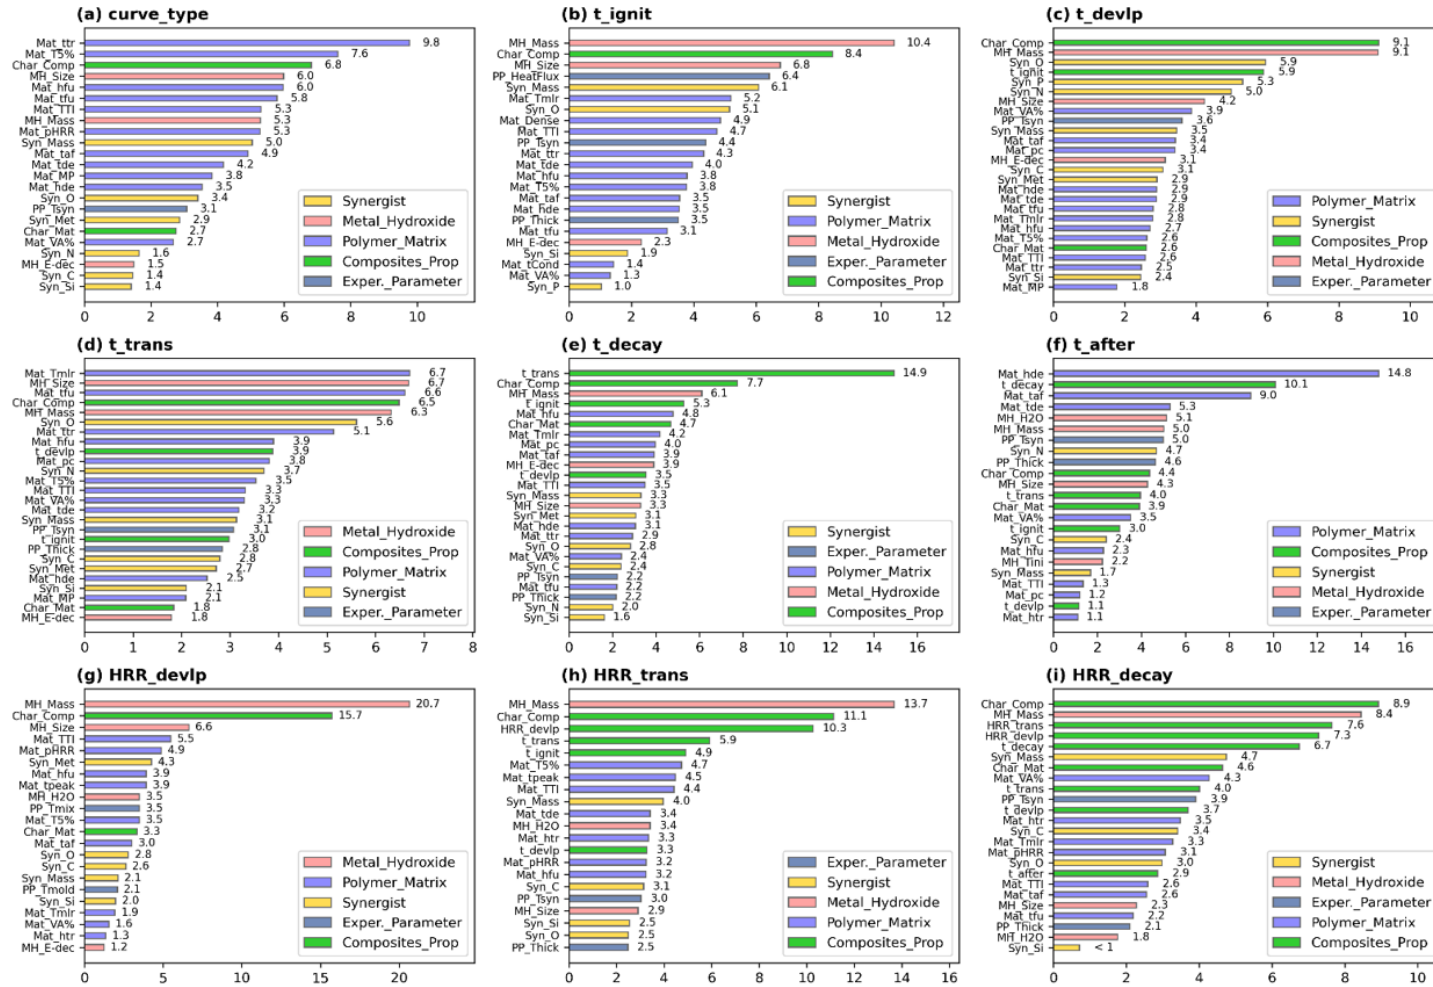 (a) curve_type
Mat_ttr 9.8
Mat_T5% 7.6
Char_Comp 6.8
MH_Size 6.0
Mat_hfu 6.0
Mat_tfu 5.8
Mat_TTI 5.3
MH_Mass 5.3
Mat_pHRR 5.3
Syn_Mass 5.0
Mat_taf 4.9
Mat_tde 4.2
Mat_MP 3.8
Mat_hde 3.5
Syn_O 3.4
PP_Tsyn 3.1
Syn_Met 2.9
Char_Mat 2.7
Mat_VA% 2.7
Syn_N 1.6
MH_E-dec 1.5
Syn_C 1.4
Syn_Si 1.4
Synergist
Metal_Hydroxide
Polymer_Matrix
Composites_Prop
Exper._Parameter
0 2 4 6 8 10
(b) t_ignit
MH_Mass 10.4
Char_Comp 8.4
MH_Size 6.8
PP_HeatFlux 6.4
Syn_Mass 6.1
Mat_Tmlr 5.2
Syn_O 5.1
Mat_Dense 4.9
Mat_TTI 4.7
PP_Tsyn 4.4
Mat_ttr 4.3
Mat_tde 4.0
Mat_hfu 3.8
Mat_T5% 3.8
Mat_taf 3.5
Mat_hde 3.5
PP_Thick 3.5
Mat_tfu 3.1
MH_E-dec 2.3
Syn_Si 1.9
Mat_tCond 1.4
Mat_VA% 1.3
Syn_P 1.0
Synergist
Polymer_Matrix
Metal_Hydroxide
Exper._Parameter
Composites_Prop
0 2 4 6 8 10 12
(c) t_devlp
Char_Comp 9.1
MH_Mass 9.1
Syn_O 5.9
t_ignit 5.9
Syn_P 5.3
Syn_N 5.0
MH_Size 4.2
Mat_VA% 3.9
PP_Tsyn 3.6
Syn_Mass 3.5
Mat_taf 3.4
Mat_pc 3.4
MH_E-dec 3.1
Syn_C 3.1
Syn_Met 2.9
Mat_hde 2.9
Mat_tde 2.9
Mat_tfu 2.8
Mat_Tmlr 2.8
Mat_hfu 2.7
Mat_T5% 2.6
Char_Mat 2.6
Mat_TTI 2.6
Mat_ttr 2.5
Syn_Si 2.4
Mat_MP 1.8
Polymer_Matrix
Synergist
Composites_Prop
Metal_Hydroxide
Exper._Parameter
0 2 4 6 8 10
(d) t_trans
Mat_Tmlr 6.7
MH_Size 6.7
Mat_tfu 6.6
Char_Comp 6.5
MH_Mass 6.3
Syn_O 5.6
Mat_ttr 5.1
Mat_hfu 3.9
t_devlp 3.9
Mat_pc 3.8
Syn_N 3.7
Mat_T5% 3.5
Mat_TTI 3.3
Mat_VA% 3.3
Mat_tde 3.2
Syn_Mass 3.1
PP_Tsyn 3.1
t_ignit 3.0
PP_Thick 2.8
Syn_C 2.8
Syn_Met 2.7
Mat_hde 2.5
Syn_Si 2.1
Mat_MP 2.1
Char_Mat 1.8
MH_E-dec 1.8
Metal_Hydroxide
Composites_Prop
Polymer_Matrix
Synergist
Exper._Parameter
0 1 2 3 4 5 6 7 8
(e) t_decay
t_trans 14.9
Char_Comp 7.7
MH_Mass 6.1
t_ignit 5.3
Mat_hfu 4.8
Char_Mat 4.7
Mat_Tmlr 4.2
Mat_pc 4.0
Mat_taf 3.9
MH_E-dec 3.9
t_devlp 3.5
Mat_TTI 3.5
Syn_Mass 3.3
MH_Size 3.3
Syn_Met 3.1
Mat_hde 3.1
Mat_ttr 2.9
Syn_O 2.8
Mat_VA% 2.4
Syn_C 2.4
PP_Tsyn 2.2
Mat_tfu 2.2
PP_Thick 2.2
Syn_N 2.0
Syn_Si 1.6
Synergist
Exper._Parameter
Polymer_Matrix
Metal_Hydroxide
Composites_Prop
0 2 4 6 8 10 12 14 16
(f) t_after
Mat_hde 14.8
t_decay 10.1
Mat_taf 9.0
Mat_tde 5.3
MH_H2O 5.1
MH_Mass 5.0
PP_Tsyn 5.0
Syn_N 4.7
PP_Thick 4.6
Char_Comp 4.4
MH_Size 4.3
t_trans 4.0
Char_Mat 3.9
Mat_VA% 3.5
t_ignit 3.0
Syn_C 2.4
Mat_hfu 2.3
MH_Tini 2.2
Syn_Mass 1.7
Mat_TTI 1.3
Mat_pc 1.2
t_devlp 1.1
Mat_htr 1.1
Polymer_Matrix
Composites_Prop
Synergist
Metal_Hydroxide
Exper._Parameter
0 2 4 6 8 10 12 14 16
(g) HRR_devlp
MH_Mass 20.7
Char_Comp 15.7
MH_Size 6.6
Mat_TTI 5.5
Mat_pHRR 4.9
Syn_Met 4.3
Mat_hfu 3.9
Mat_tpeak 3.9
MH_H2O 3.5
PP_Tmix 3.5
Mat_T5% 3.5
Char_Mat 3.3
Mat_taf 3.0
Syn_O 2.8
Syn_C 2.6
Syn_Mass 2.1
PP_Tmold 2.1
Syn_Si 2.0
Mat_Tmlr 1.9
Mat_VA% 1.6
Mat_htr 1.3
MH_E-dec 1.2
Metal_Hydroxide
Polymer_Matrix
Synergist
Exper._Parameter
Composites_Prop
0 5 10 15 20
(h) HRR_trans
MH_Mass 13.7
Char_Comp 11.1
HRR_devlp 10.3
t_trans 5.9
t_ignit 4.9
Mat_T5% 4.7
Mat_tpeak 4.5
Mat_TTI 4.4
Syn_Mass 4.0
Mat_tde 3.4
MH_H2O 3.4
Mat_htr 3.3
t_devlp 3.3
Mat_pHRR 3.2
Mat_hfu 3.2
Syn_C 3.1
PP_Tsyn 3.0
MH_Size 2.9
Syn_Si 2.5
Syn_O 2.5
PP_Thick 2.5
Exper._Parameter
Synergist
Metal_Hydroxide
Polymer_Matrix
Composites_Prop
0 2 4 6 8 10 12 14 16
(i) HRR_decay
Char_Comp 8.9
MH_Mass 8.4
HRR_trans 7.6
HRR_devlp 7.3
t_decay 6.7
Syn_Mass 4.7
Char_Mat 4.6
Mat_VA% 4.3
t_trans 4.0
PP_Tsyn 3.9
t_devlp 3.7
Mat_htr 3.5
Syn_C 3.4
Mat_Tmlr 3.3
Mat_pHRR 3.1
Syn_O 3.0
t_after 2.9
Mat_TTI 2.6
Mat_taf 2.6
MH_Size 2.3
Mat_tfu 2.2
PP_Thick 2.1
MH_H2O 1.8
Syn_Si < 1
Synergist
Metal_Hydroxide
Exper._Parameter
Polymer_Matrix
Composites_Prop
0 2 4 6 8 10